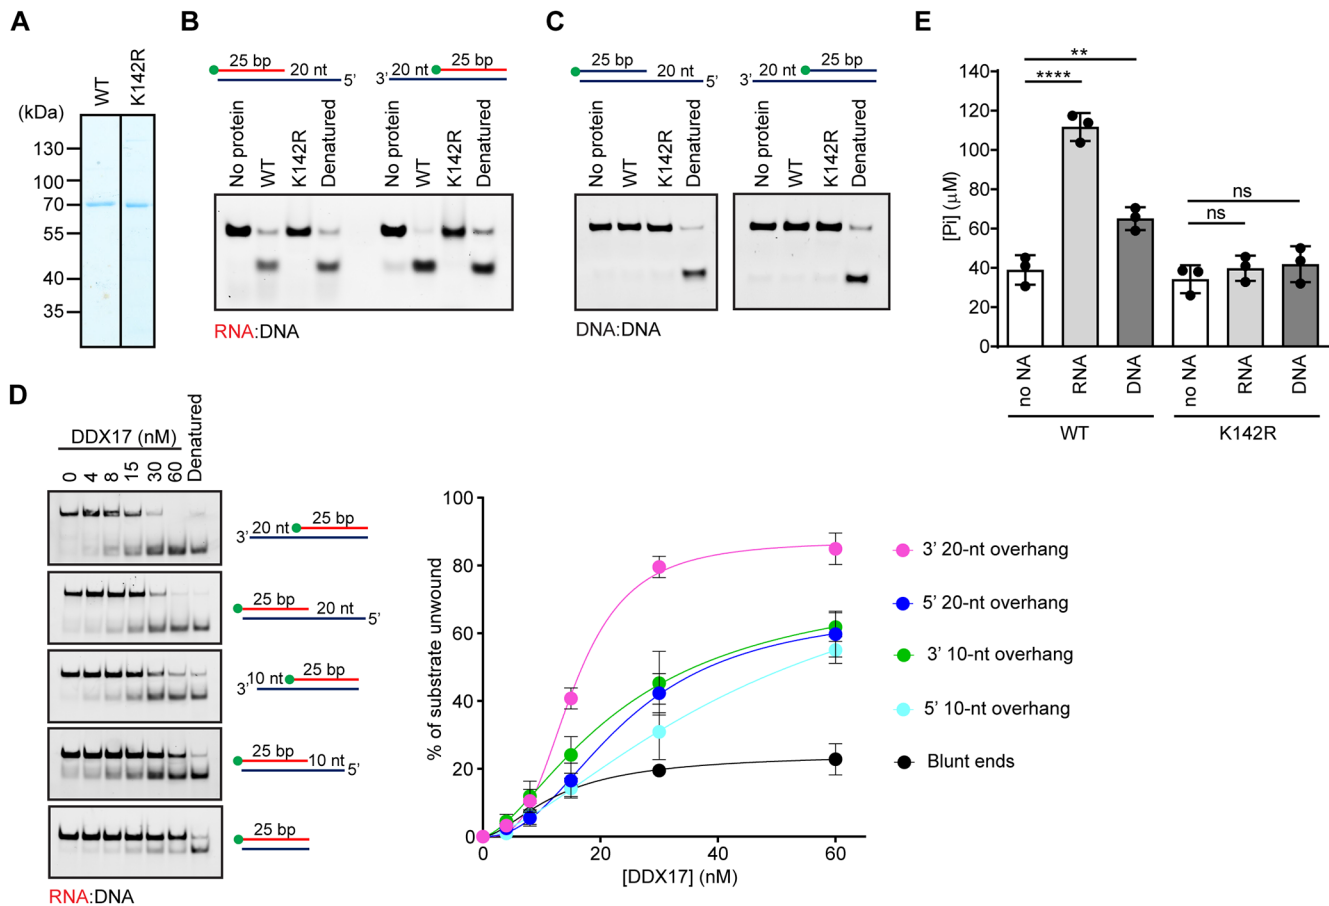 A
WT
K142R
(kDa)
130
100
70
55
40
35
B
25 bp
20 nt
5’
25 bp
3’ 20 nt
No protein
WT
K142R
Denatured
No protein
WT
K142R
Denatured
RNA:DNA
C
25 bp
20 nt
5’
25 bp
3’ 20 nt
No protein
WT
K142R
Denatured
No protein
WT
K142R
Denatured
DNA:DNA
E
**
****
ns
ns
[Pi] (µM)
140
120
100
80
60
40
20
0
no NA
RNA
DNA
no NA
RNA
DNA
WT
K142R
D
DDX17 (nM)
0 4 8 15 30 60 Denatured
25 bp
3’ 20 nt
25 bp
20 nt
5’
25 bp
3’ 10 nt
25 bp
10 nt
5’
25 bp
RNA:DNA
% of substrate unwound
100
80
60
40
20
0
0 20 40 60
[DDX17] (nM)
3’ 20-nt overhang
5’ 20-nt overhang
3’ 10-nt overhang
5’ 10-nt overhang
Blunt ends